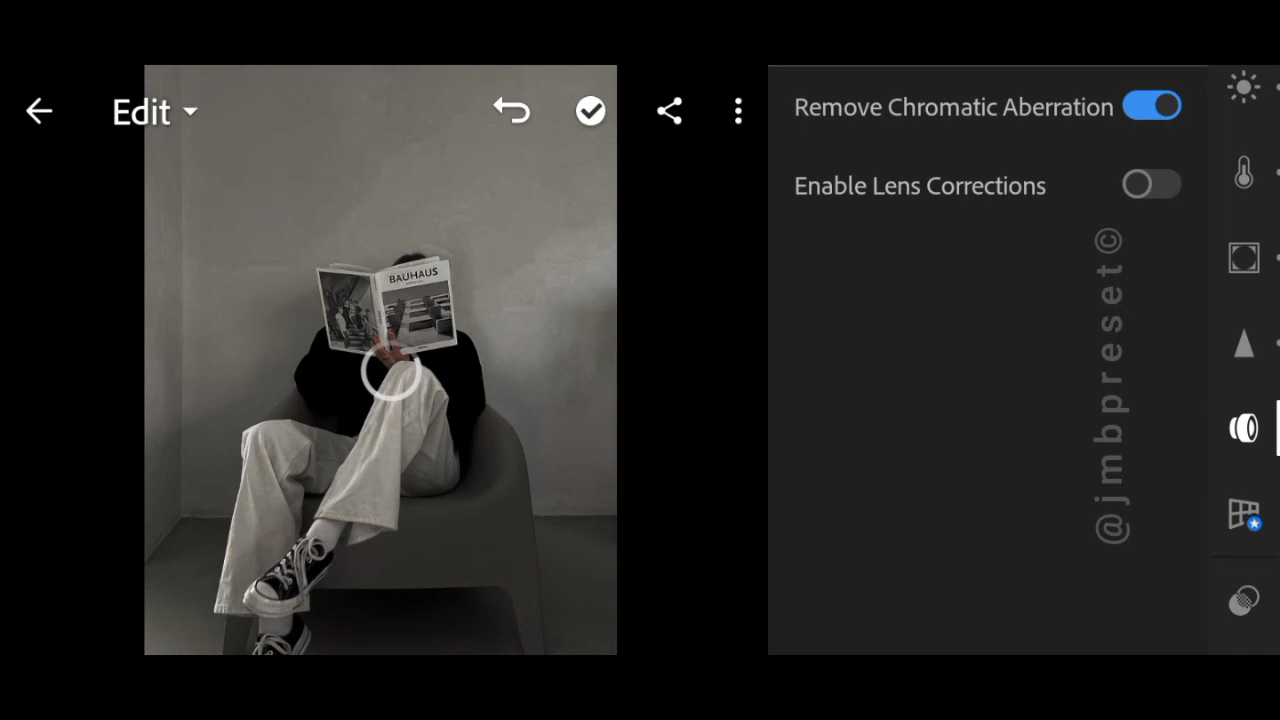 Edit
Remove Chromatic Aberration
Enable Lens Corrections
@jmbpreset©
BAUHAUS